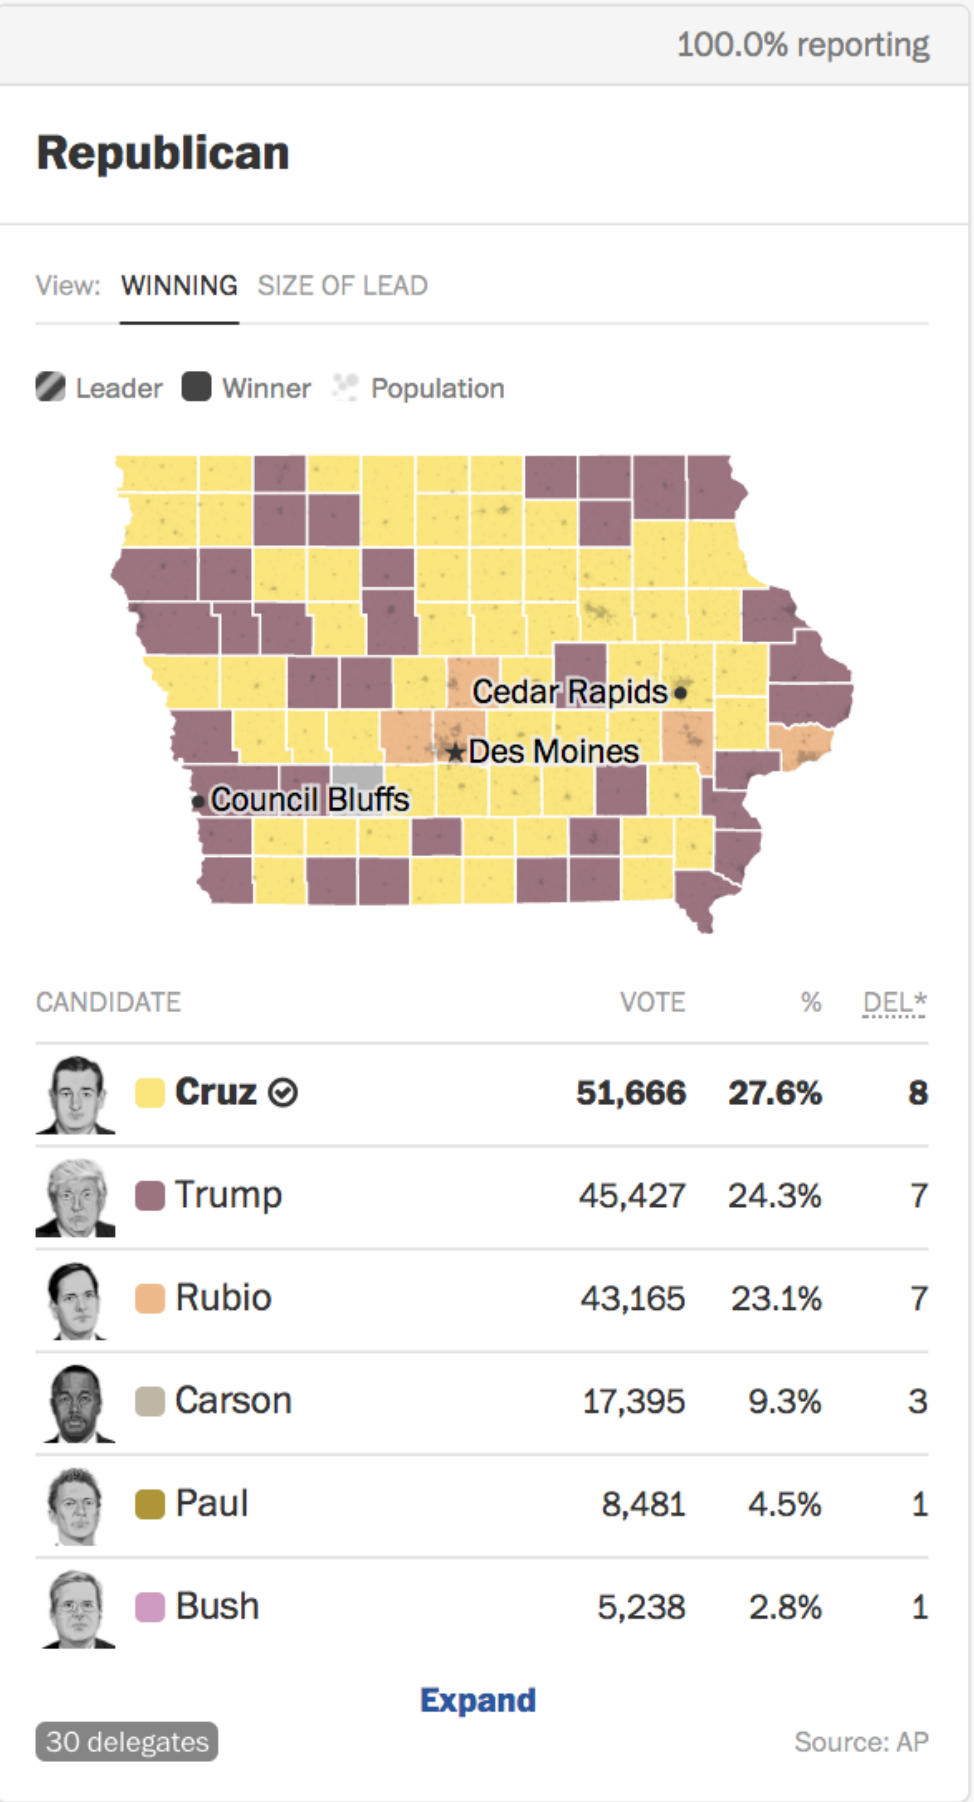 100.0% reporting
Republican
View: WINNING SIZE OF LEAD
Leader Winner Population
Cedar Rapids
Des Moines
Council Bluffs
CANDIDATE VOTE % DEL*
Cruz 51,666 27.6% 8
Trump 45,427 24.3% 7
Rubio 43,165 23.1% 7
Carson 17,395 9.3% 3
Paul 8,481 4.5% 1
Bush 5,238 2.8% 1
Expand
30 delegates Source: AP